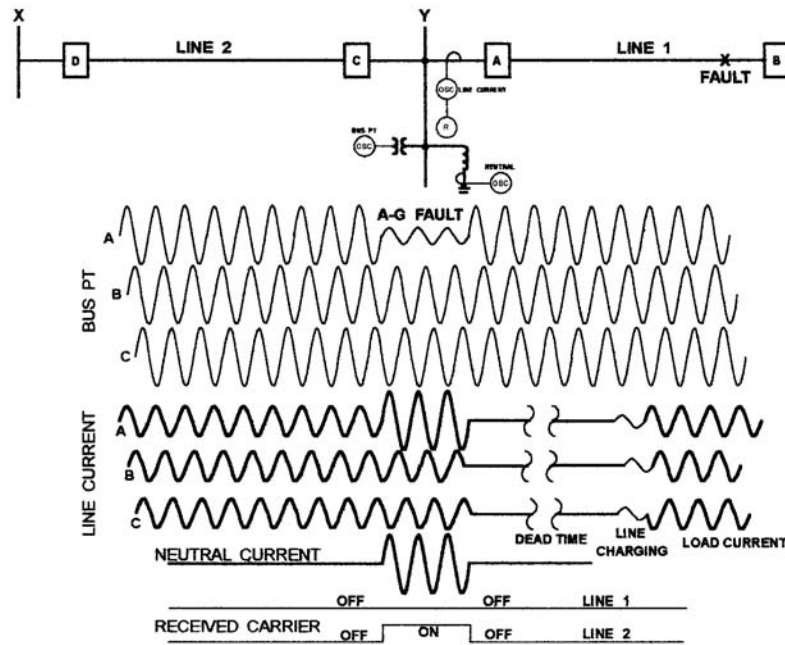 X
Y
D
LINE 2
C
A
LINE 1
B
FAULT
OSC
LINE CURRENT
R
BUS PT
OSC
NEUTRAL
OSC
A-G FAULT
BUS PT
A
B
C
LINE CURRENT
A
B
C
DEAD TIME
LINE CHARGING
LOAD CURRENT
NEUTRAL CURRENT
OFF
OFF
LINE 1
RECEIVED CARRIER
OFF
ON
OFF
LINE 2